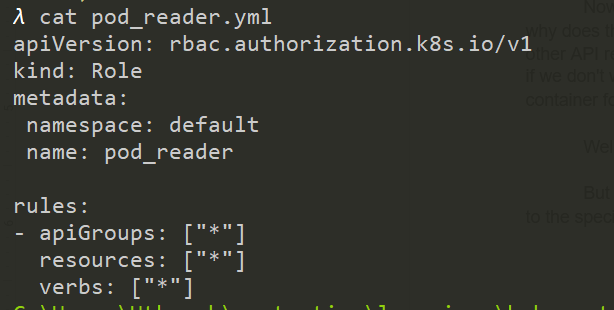 λ cat pod_reader.yml
apiVersion: rbac.authorization.k8s.io/v1
kind: Role
metadata:
 namespace: default
 name: pod_reader

rules:
- apiGroups: ["*"]
  resources: ["*"]
  verbs: ["*"]